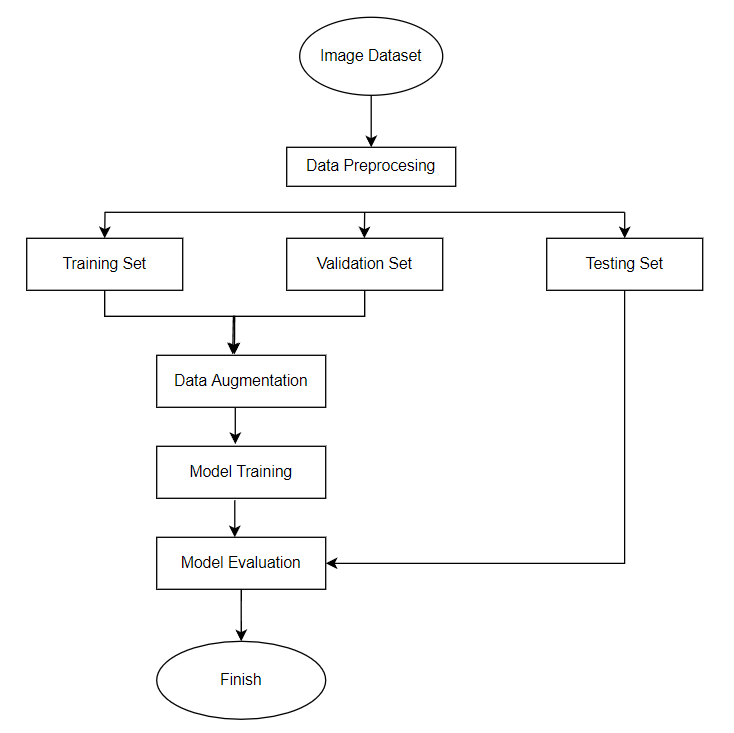 Image Dataset
Data Preprocesing
Training Set
Validation Set
Testing Set
Data Augmentation
Model Training
Model Evaluation
Finish